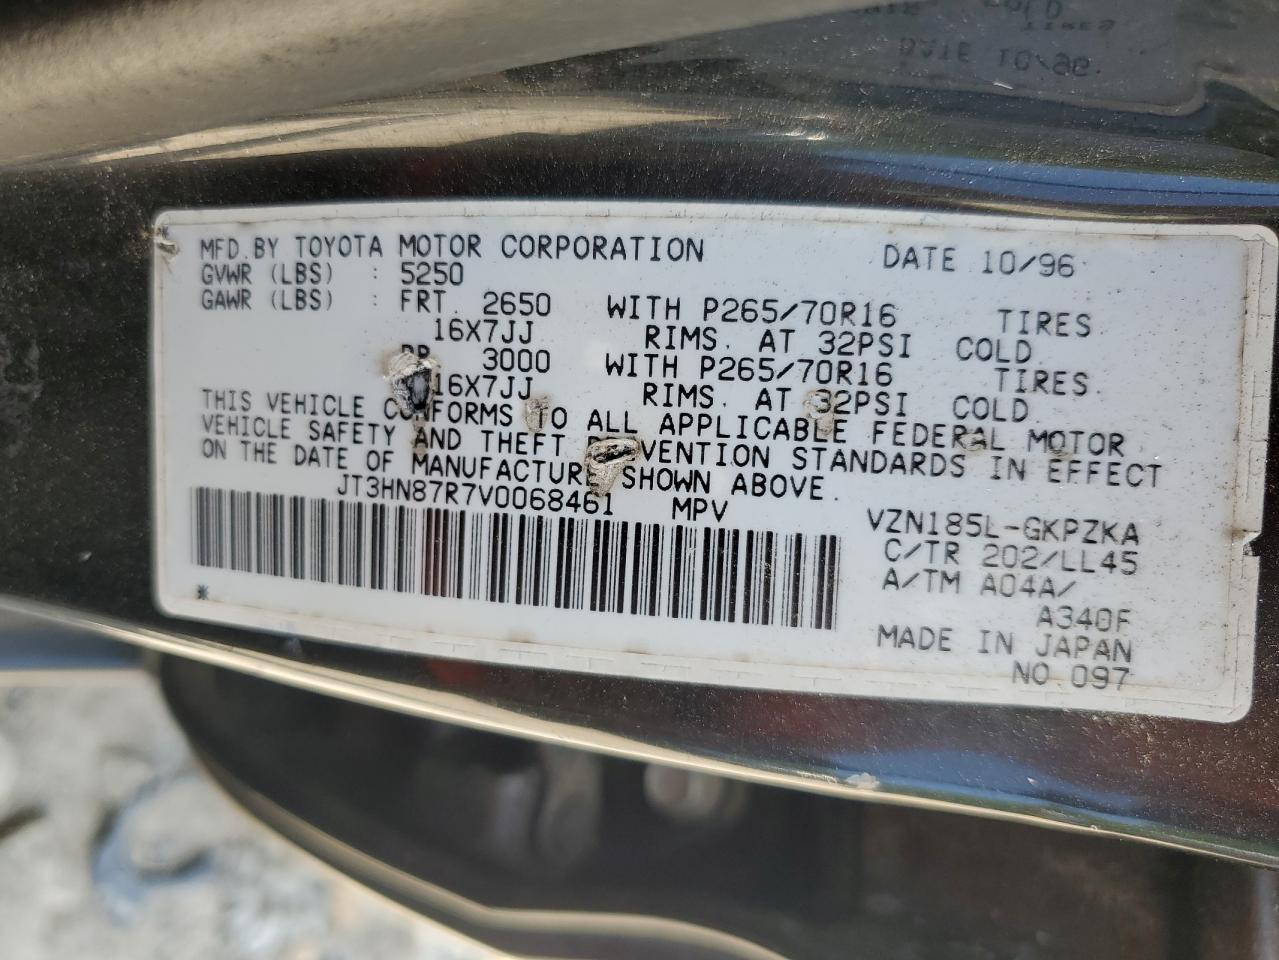 MFD.BY TOYOTA MOTOR CORPORATION DATE 10/96
GVWR (LBS) : 5250
GAWR (LBS) : FRT. 2650 WITH P265/70R16 TIRES
16X7JJ RIMS. AT 32PSI COLD
RR. 3000 WITH P265/70R16 TIRES.
16X7JJ RIMS. AT 32PSI COLD
THIS VEHICLE CONFORMS TO ALL APPLICABLE FEDERAL MOTOR
VEHICLE SAFETY AND THEFT PREVENTION STANDARDS IN EFFECT
ON THE DATE OF MANUFACTURE SHOWN ABOVE.
JT3HN87R7V0068461 MPV
VZN185L-GKPZKA
C/TR 202/LL45
A/TM A04A/
A340F
MADE IN JAPAN
NO.097